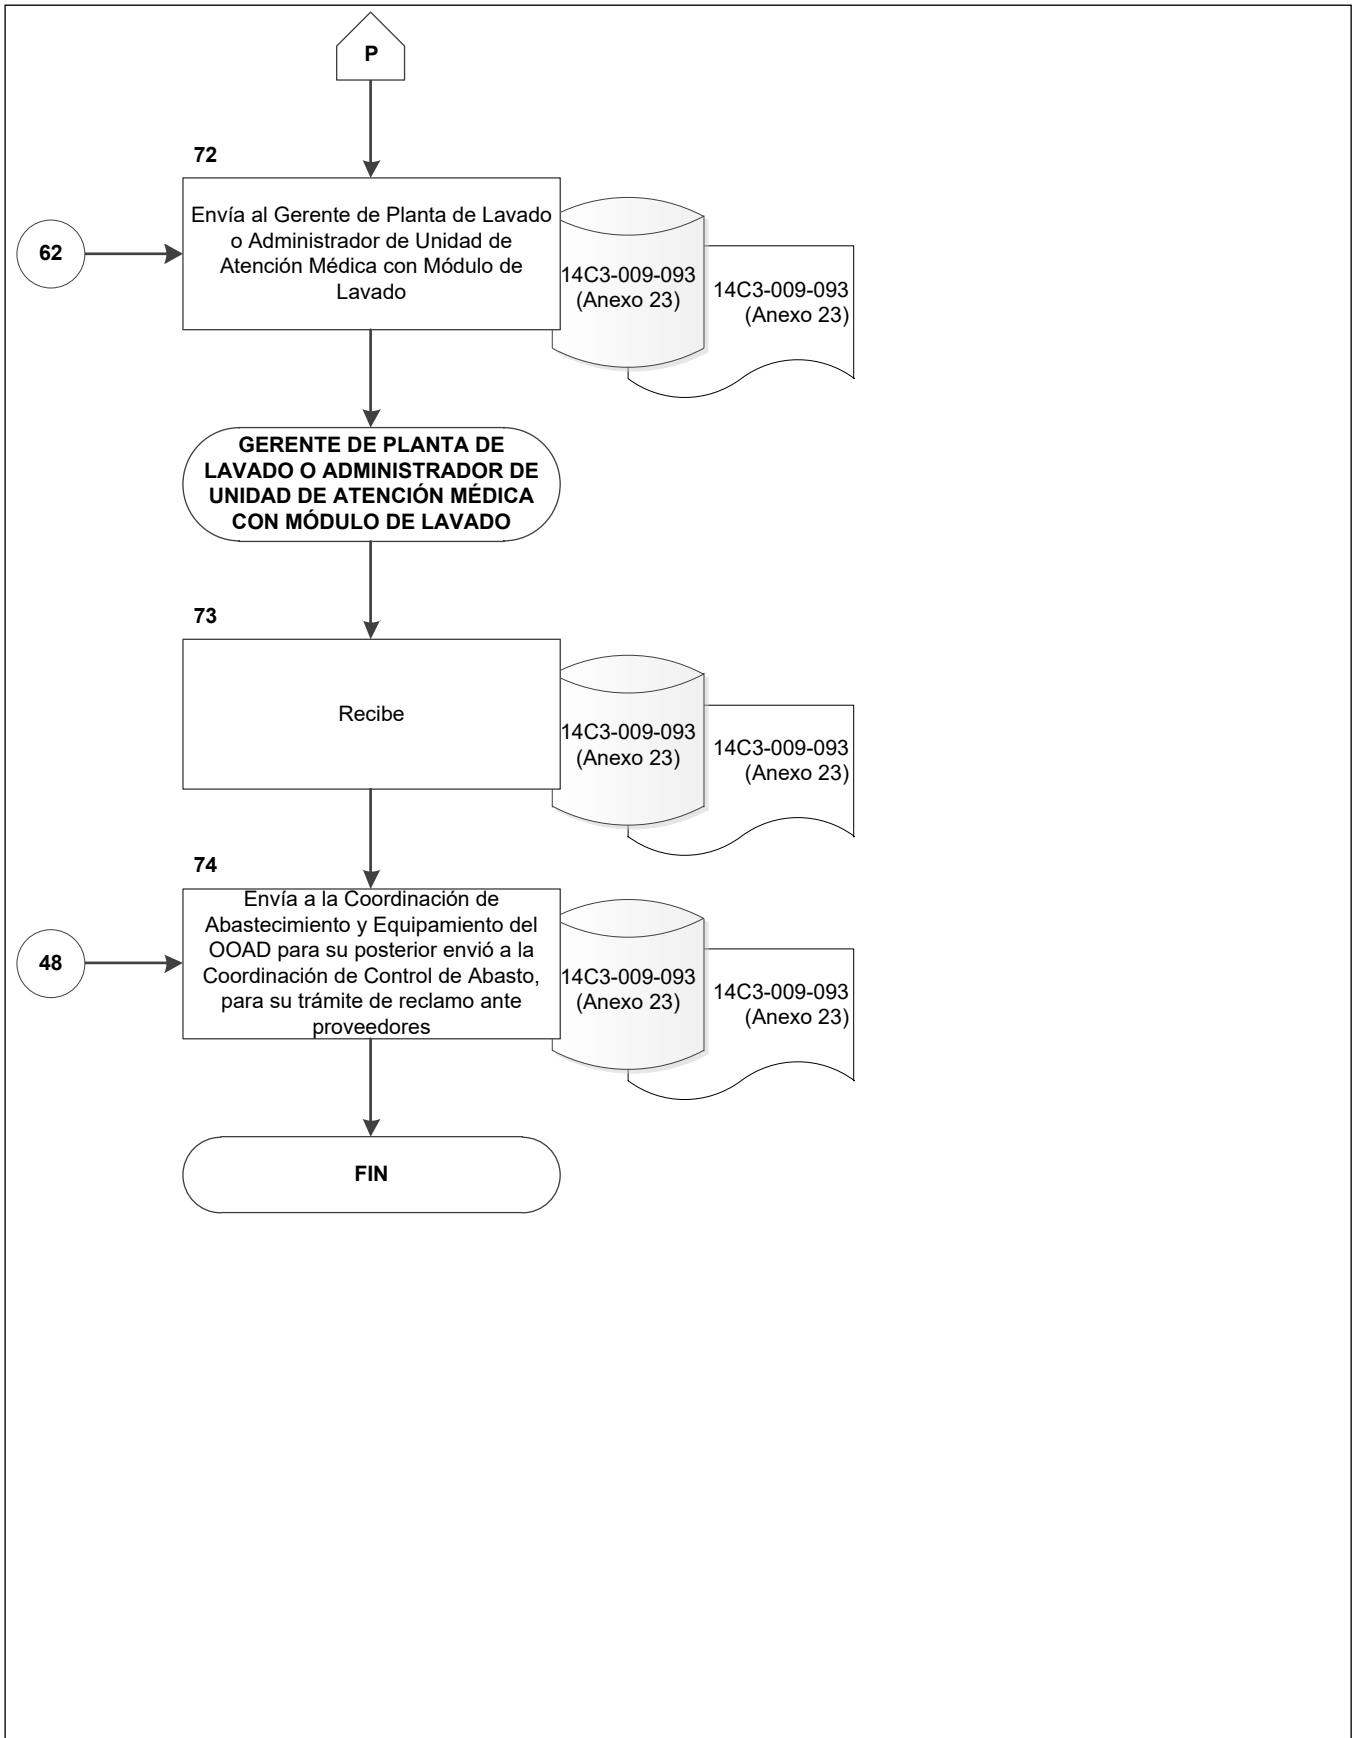 P
72
Envía al Gerente de Planta de Lavado
o Administrador de Unidad de
Atención Médica con Módulo de
Lavado
62
14C3-009-093
(Anexo 23)
14C3-009-093
(Anexo 23)
GERENTE DE PLANTA DE
LAVADO O ADMINISTRADOR DE
UNIDAD DE ATENCIÓN MÉDICA
CON MÓDULO DE LAVADO
73
Recibe
14C3-009-093
(Anexo 23)
14C3-009-093
(Anexo 23)
74
Envía a la Coordinación de
Abastecimiento y Equipamiento del
OOAD para su posterior envió a la
Coordinación de Control de Abasto,
para su trámite de reclamo ante
proveedores
48
14C3-009-093
(Anexo 23)
14C3-009-093
(Anexo 23)
FIN